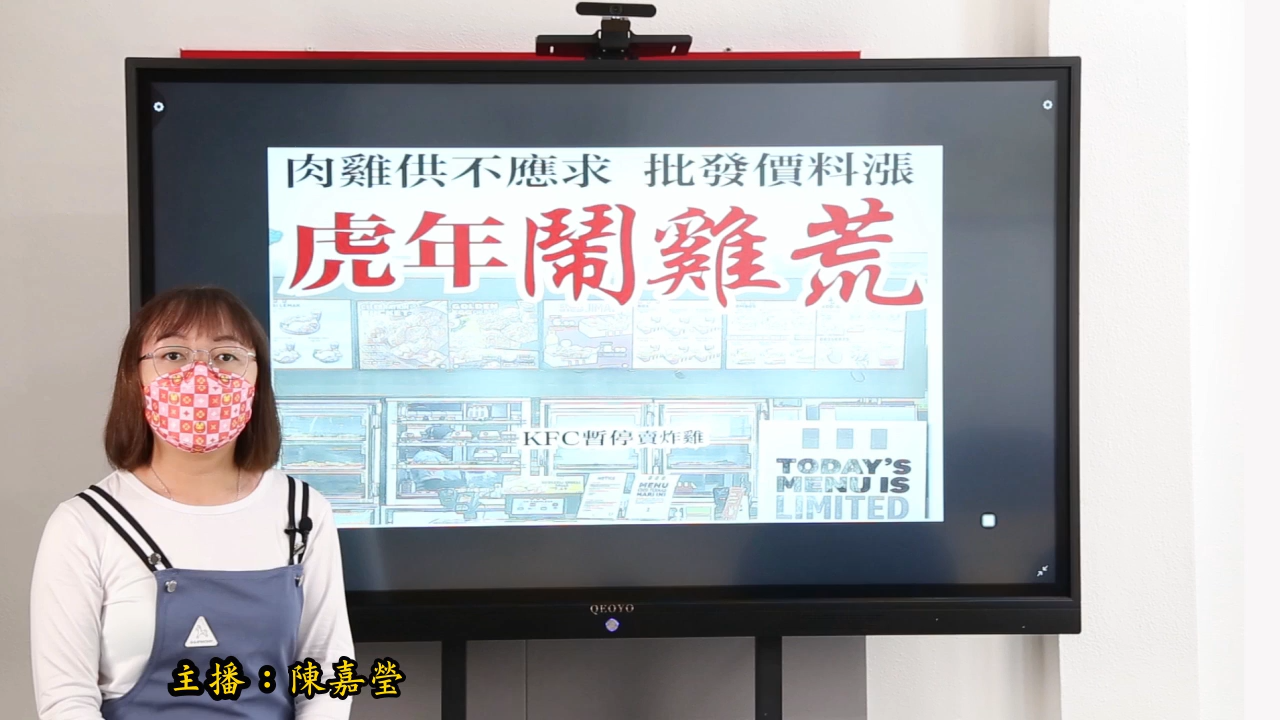 肉雞供不應求 批發價料漲
虎年鬧雞荒
KFC暫停賣炸雞
TODAY'S
MENU IS
LIMITED
MENU
QEOYO
主播：陳嘉瑩